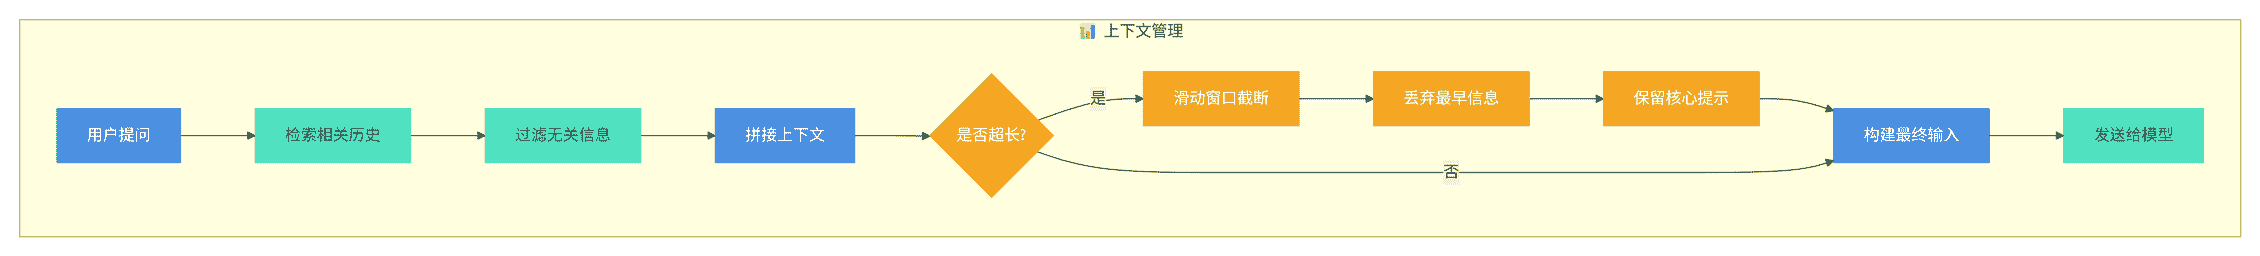 📊 上下文管理
用户提问
检索相关历史
过滤无关信息
拼接上下文
是否超长?
是
滑动窗口截断
丢弃最早信息
保留核心提示
否
构建最终输入
发送给模型